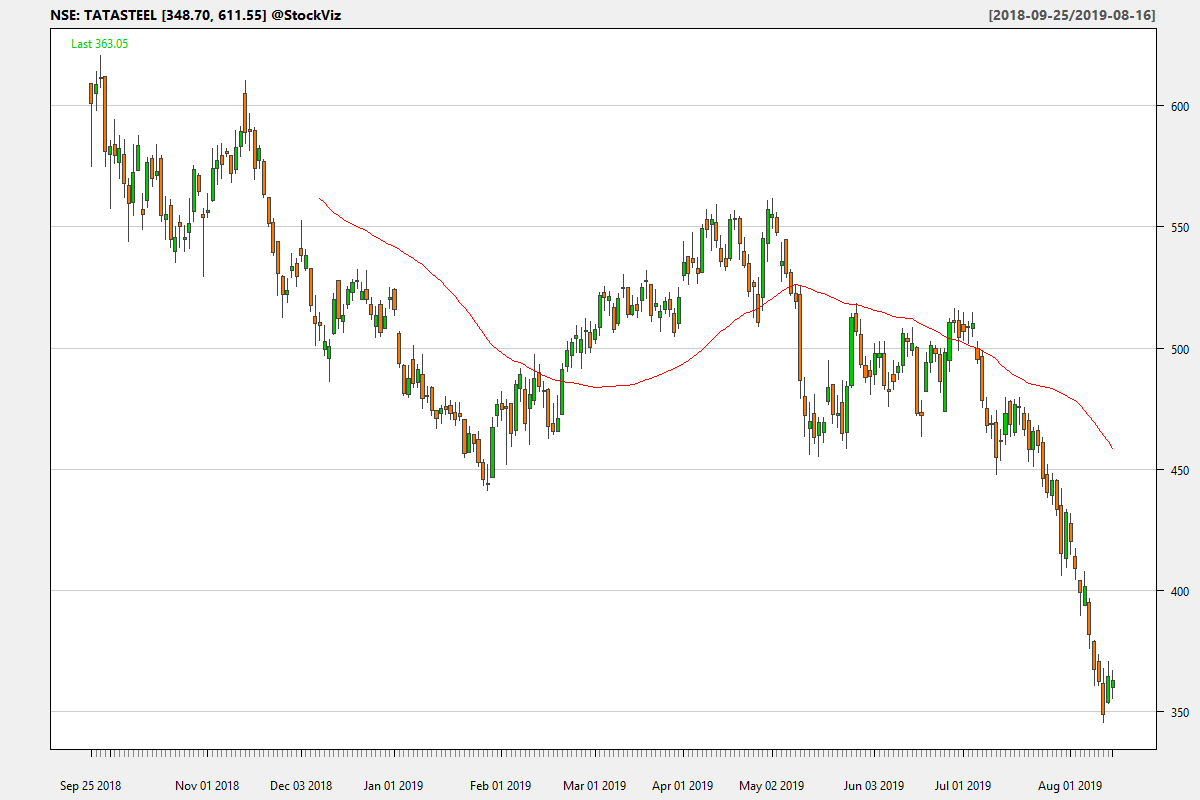 NSE: TATASTEEL [348.70, 611.55] @StockViz
[2018-09-25/2019-08-16]
Last 363.05
600
550
500
450
400
350
Sep 25 2018
Nov 01 2018
Dec 03 2018
Jan 01 2019
Feb 01 2019
Mar 01 2019
Apr 01 2019
May 02 2019
Jun 03 2019
Jul 01 2019
Aug 01 2019